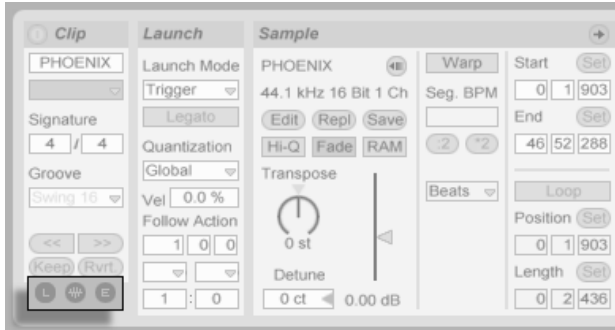 Clip
PHOENIX
Signature
4 / 4
Groove
Swing 16
<< >>
Keep Rvrt.
L E
Launch
Launch Mode
Trigger
Legato
Quantization
Global
Vel 0.0 %
Follow Action
1 0 0
1 : 0
Sample
PHOENIX
44.1 kHz 16 Bit 1 Ch
Edit Repl Save
Hi-Q Fade RAM
Transpose
0 st
Detune
0 ct 0.00 dB
Warp
Seg. BPM
:2 *2
Beats
Start Set
0 1 903
End Set
46 52 288
Loop
Position Set
0 1 903
Length Set
0 2 436